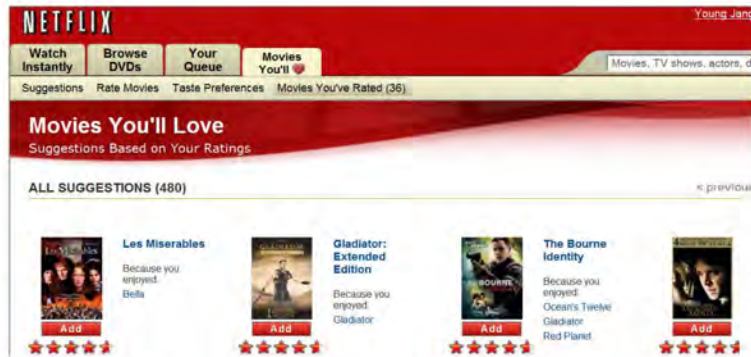 NETFLIX
Young Jang
Watch Instantly
Browse DVDs
Your Queue
Movies You'll
Movies, TV shows, actors, d
Suggestions Rate Movies Taste Preferences Movies You've Rated (36)
Movies You'll Love
Suggestions Based on Your Ratings
ALL SUGGESTIONS (480)
< previous
Les Miserables
Because you
enjoyed:
Bella
Add
Gladiator:
Extended
Edition
Because you
enjoyed:
Gladiator
Add
The Bourne
Identity
Because you
enjoyed:
Ocean's Twelve
Gladiator
Red Planet
Add
Add